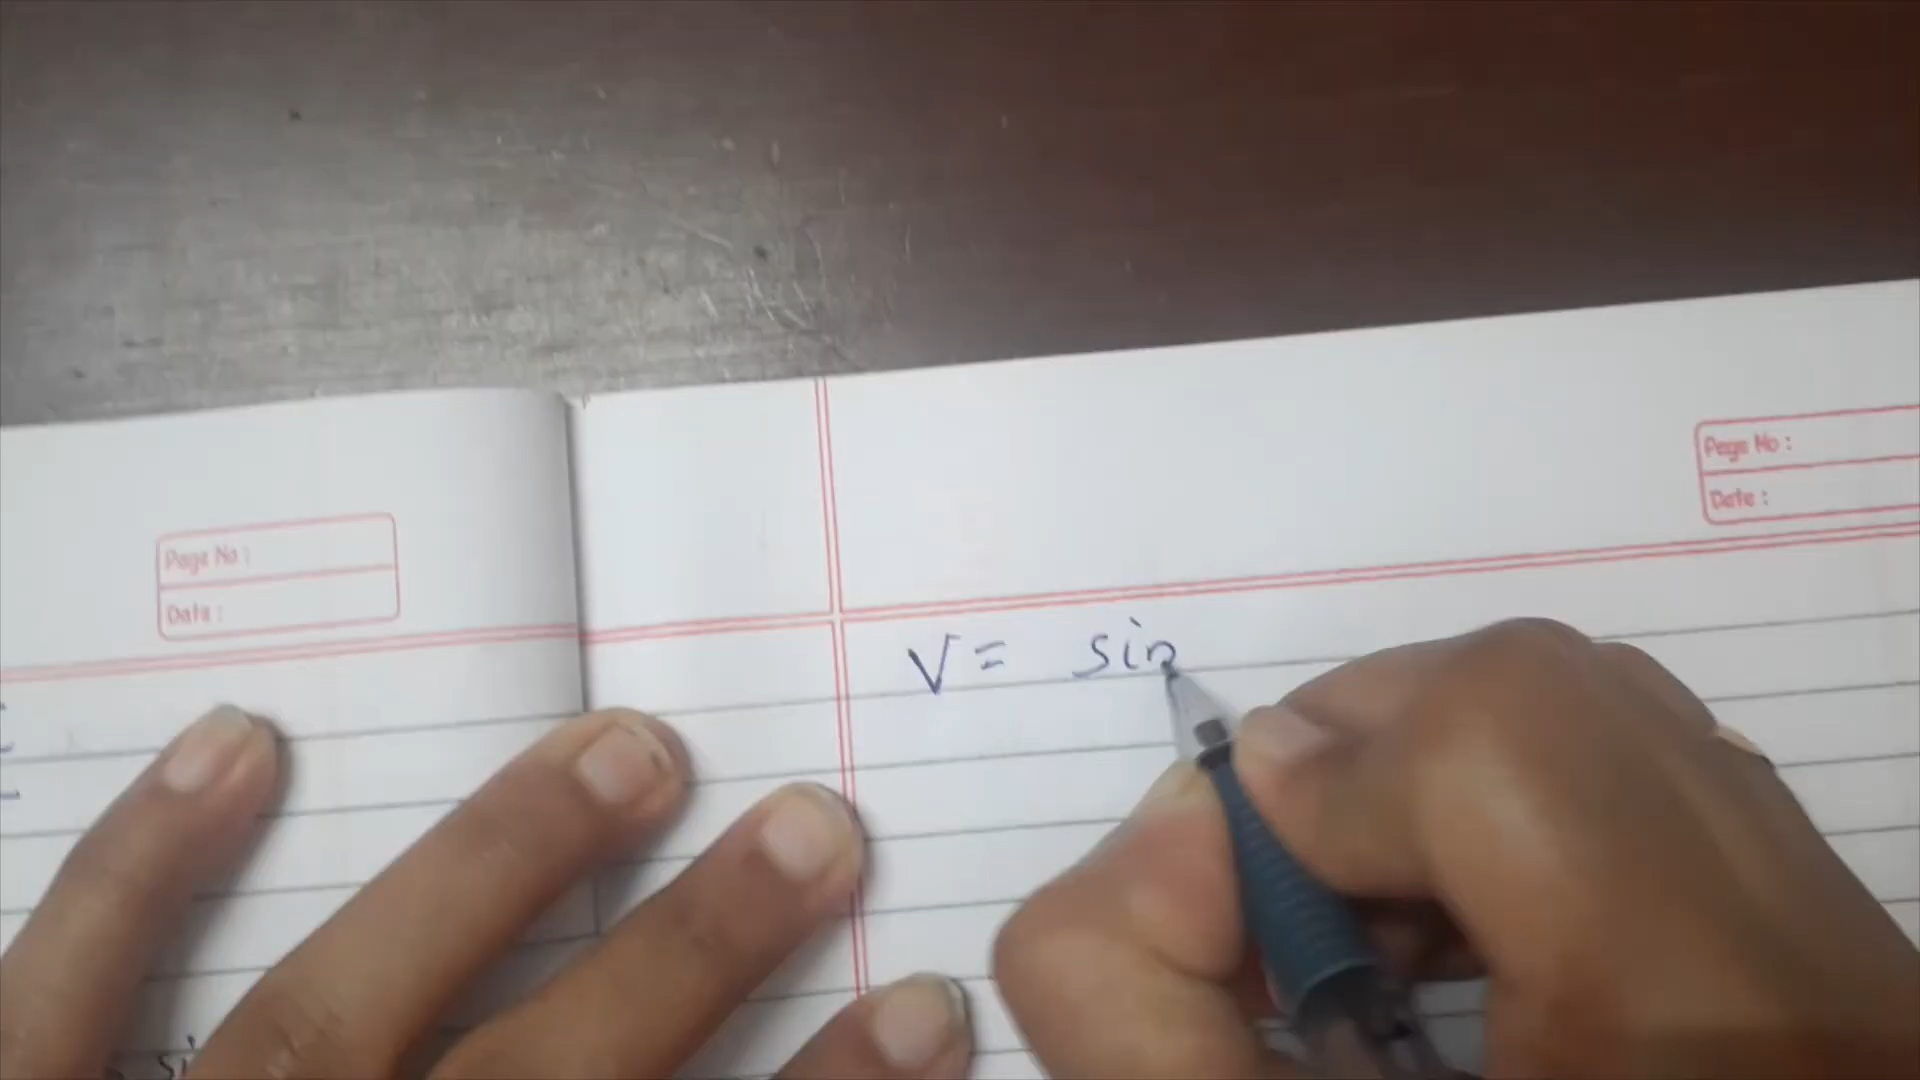 Page No :
Date :
Page No :
Date :
V = sin